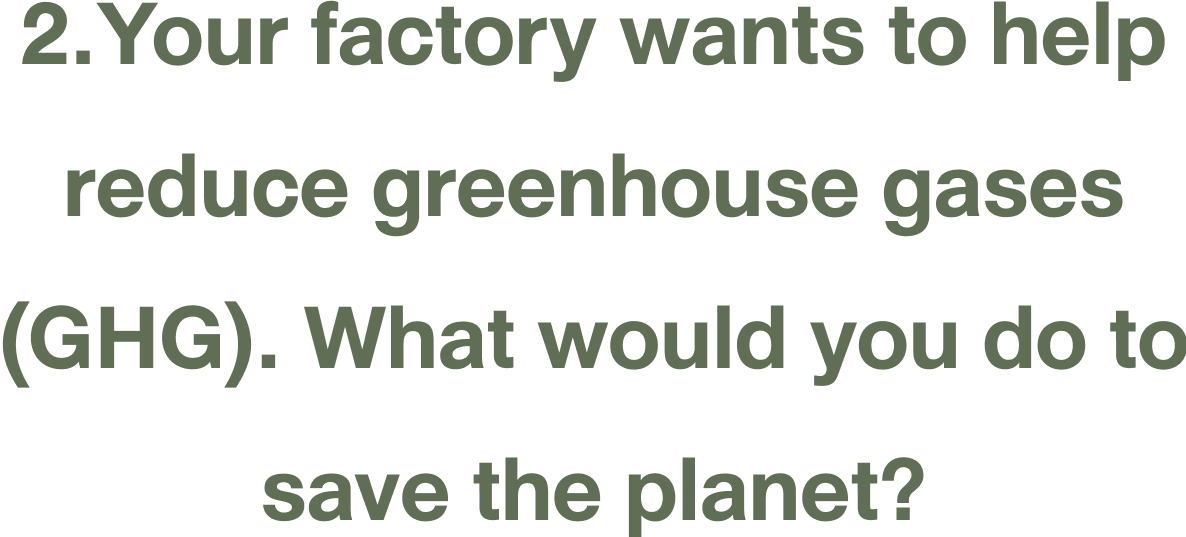 2.Your factory wants to help
reduce greenhouse gases
(GHG). What would you do to
save the planet?